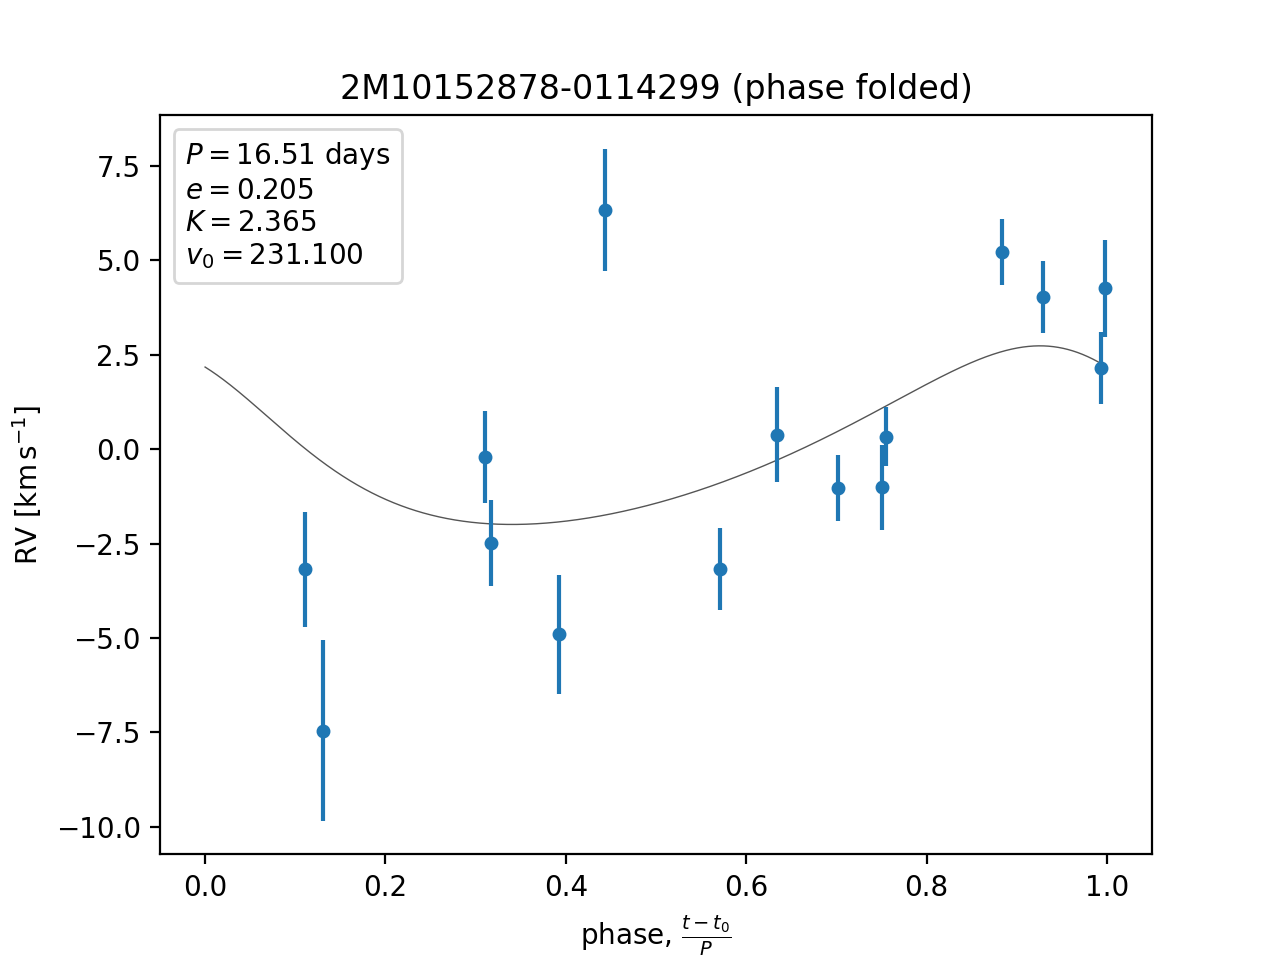 2M10152878-0114299 (phase folded)
P = 16.51 days
e = 0.205
K = 2.365
v₀ = 231.100
RV [km s⁻¹]
7.5
5.0
2.5
0.0
−2.5
−5.0
−7.5
−10.0
0.0 0.2 0.4 0.6 0.8 1.0
phase, (t − t₀)/P